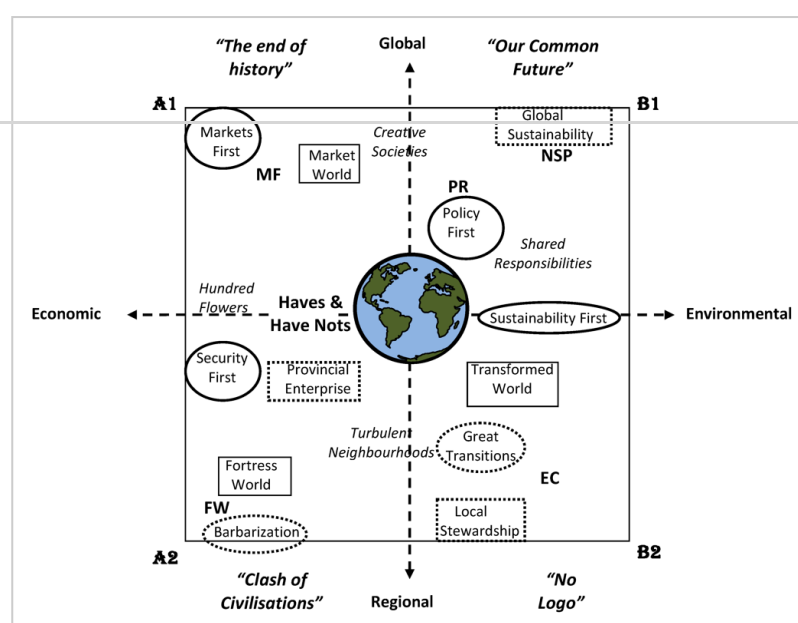 “The end of
history”
Global
“Our Common
Future”
A1
B1
Markets
First
MF
Market
World
Creative
Societies
Global
Sustainability
NSP
PR
Policy
First
Shared
Responsibilities
Hundred
Flowers
Haves &
Have Nots
Economic
Sustainability First
Environmental
Security
First
Provincial
Enterprise
Transformed
World
Turbulent
Neighbourhoods
Great
Transitions
Fortress
World
EC
FW
Barbarization
Local
Stewardship
A2
B2
“Clash of
Civilisations”
Regional
“No
Logo”